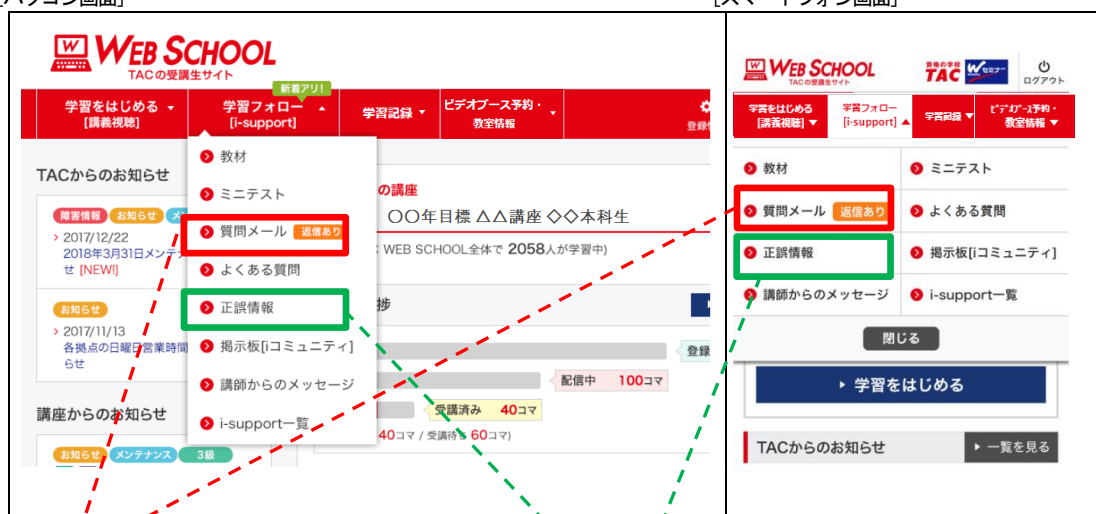 [パソコン画面]
[スマートフォン画面]
WEB SCHOOL
TACの受講生サイト
新着アリ!
学習をはじめる ▼
[講義視聴]
学習フォロー ▲
[i-support]
学習記録 ▼
ビデオブース予約・
教室情報 ▼
教材
ミニテスト
質問メール 返信あり
よくある質問
正誤情報
掲示板[iコミュニティ]
講師からのメッセージ
i-support一覧
TACからのお知らせ
障害情報 お知らせ
2017/12/22
2018年3月31日メンテナ
せ [NEW!]
お知らせ
2017/11/13
各拠点の日曜日営業時間
らせ
講座からのお知らせ
お知らせ メンテナンス 3級
の講座
〇〇年目標 △△講座 ◇◇本科生
WEB SCHOOL全体で 2058人が学習中)
捗
登録
配信中 100コマ
受講済み 40コマ
40コマ / 受講待ち 60コマ)
WEB SCHOOL
TACの受講生サイト
資格の学校
TAC Wセミナー
ログアウト
学習をはじめる
[講義視聴] ▼
学習フォロー
[i-support] ▲
学習記録 ▼
ビデオブース予約・
教室情報 ▼
教材
ミニテスト
質問メール 返信あり
よくある質問
正誤情報
掲示板[iコミュニティ]
講師からのメッセージ
i-support一覧
閉じる
学習をはじめる
TACからのお知らせ
一覧を見る